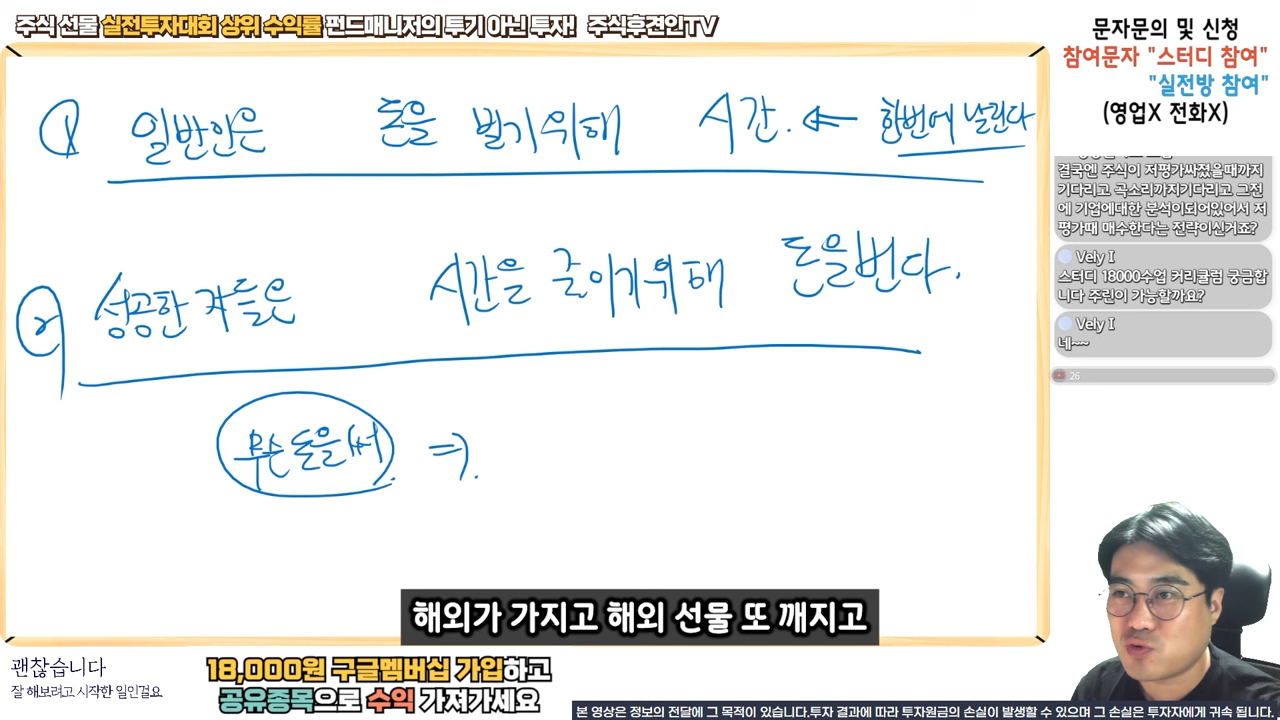 주식 선물 실전투자대회 상위 수익률 펀드매니저의 투기 아닌 투자! 주식후견인TV
문자문의 및 신청
참여문자 "스터디 참여"
"실전방 참여"
(영업X 전화X)
① 일반인은 돈을 벌기위해 시간. ← 한번에 날린다
② 성공한 자들은 시간을 줄이기위해 돈을번다.
무슨 돈을써. ⇒.
결국엔 주식이 저평가싸졌을때까지
기다리고 곡소리까지기다리고 그전
에 기업에대한 분석이되어있어서 저
평가때 매수한다는 전략이신거죠?
Vely I
스터디 18000수업 커리큘럼 궁금합
니다 주퀀이 가능한까요?
Vely I
네~~
26
해외가 가지고 해외 선물 또 깨지고
괜찮습니다
잘 해보려고 시작한 일인걸요
18,000원 구글멤버십 가입하고
공유종목으로 수익 가져가세요
본 영상은 정보의 전달에 그 목적이 있습니다.투자 결과에 따라 투자원금의 손실이 발생할 수 있으며 그 손실은 투자자에게 귀속 됩니다.